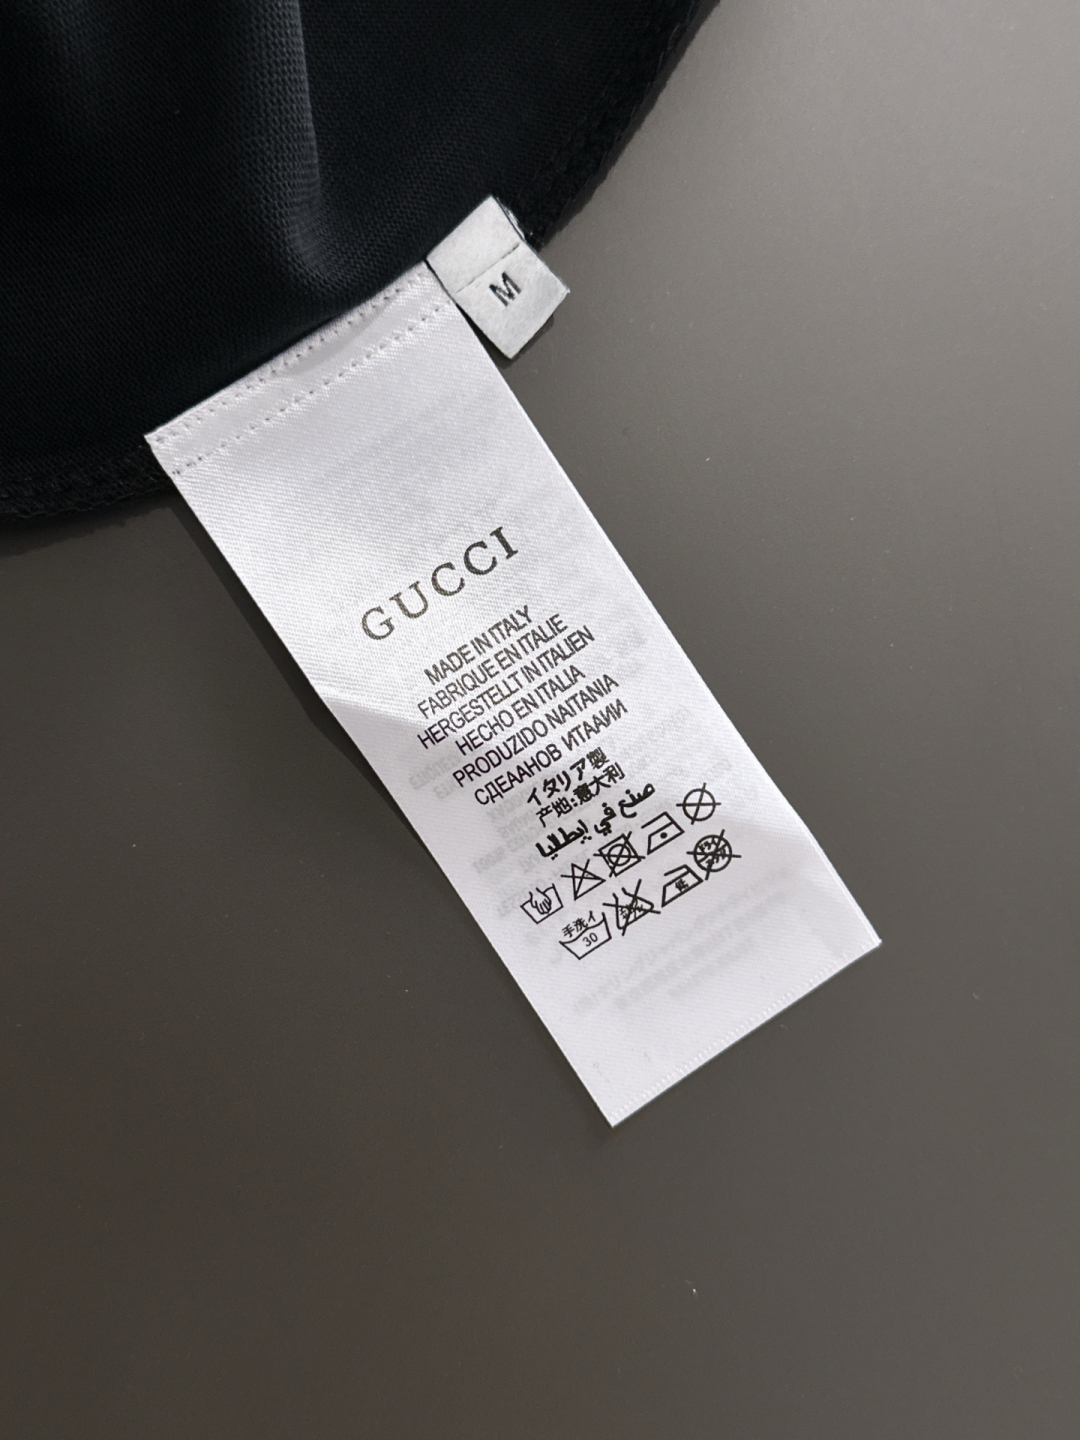 M
GUCCI
MADE IN ITALY
FABRIQUE EN ITALIE
HERGESTELLT IN ITALIEN
HECHO EN ITALIA
PRODUZIDO NAITANIA
СДЕААНОВ ИТААИИ
イタリア製
产地:意大利
صنع في إيطاليا
手洗イ
30